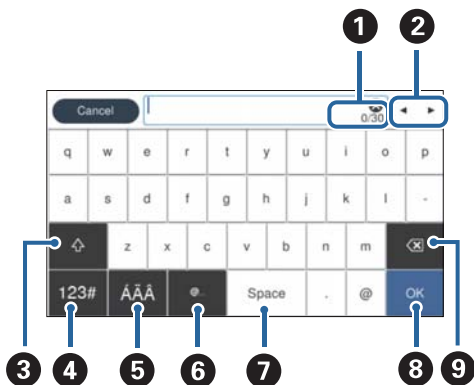 1 2
Cancel 0/30
q w e r t y u i o p
a s d f g h j k l -
z x c v b n m
123# ÁÃÂ @... Space . @ OK
3 4 5 6 7 8 9